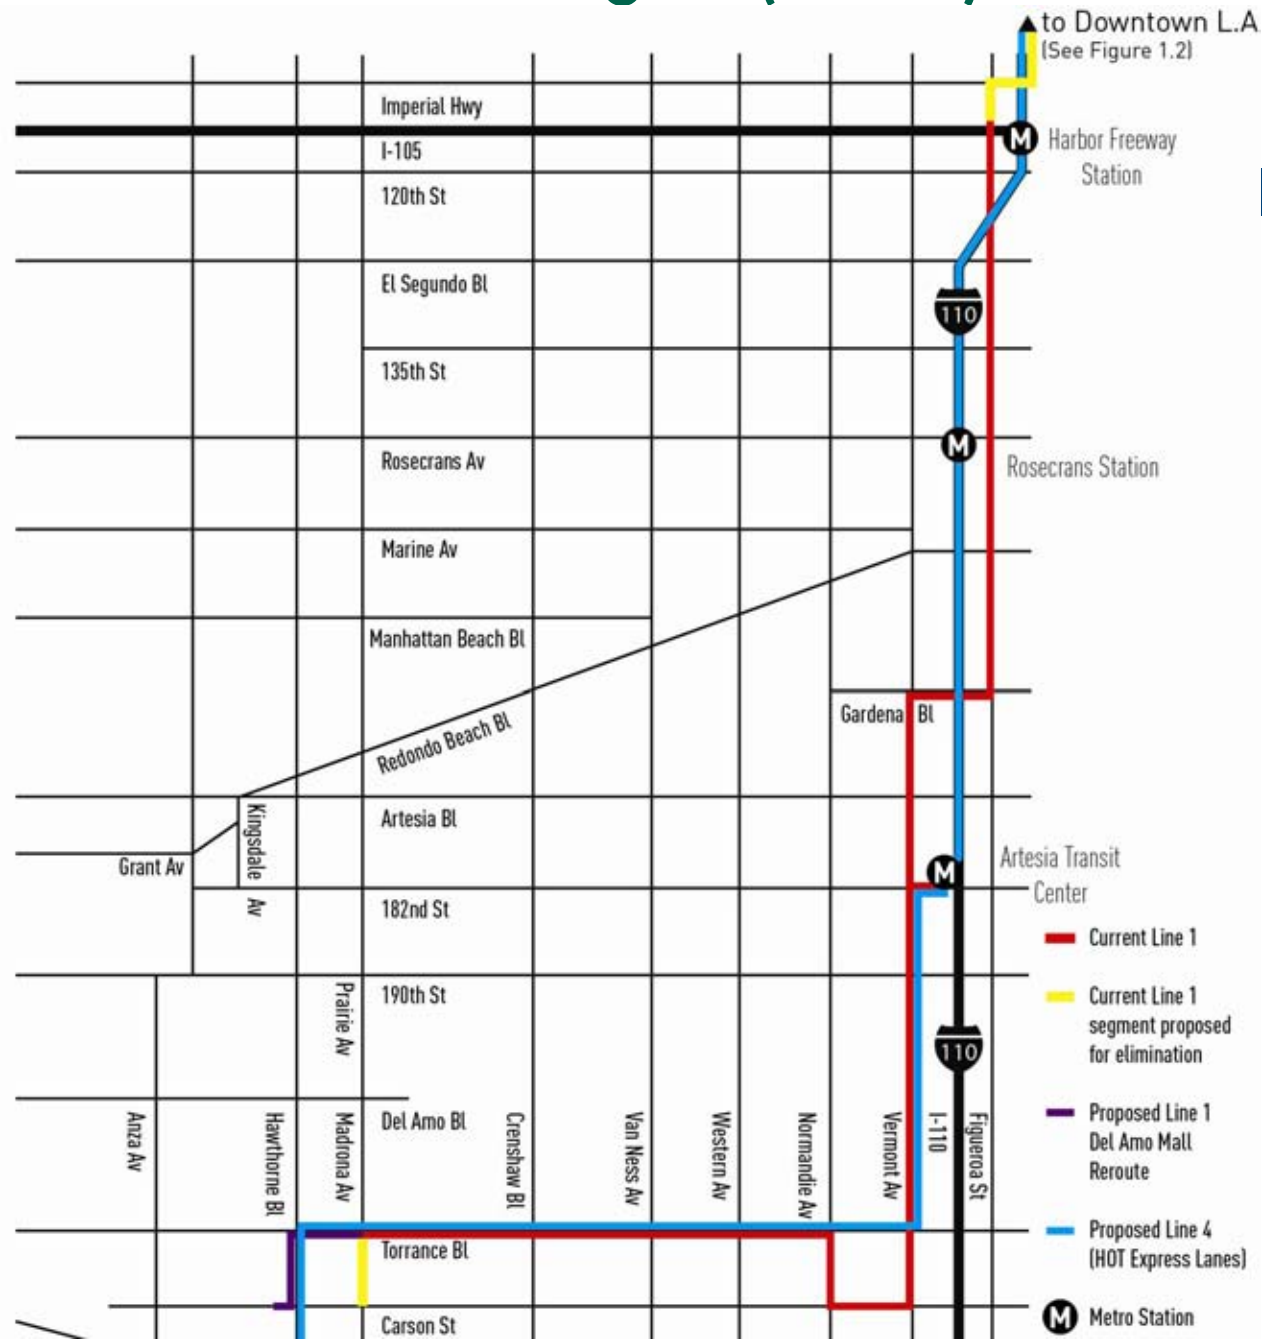 to Downtown L.A
(See Figure 1.2)
Imperial Hwy
M
Harbor Freeway
Station
I-105
120th St
El Segundo Bl
110
135th St
Rosecrans Av
M
Rosecrans Station
Marine Av
Manhattan Beach Bl
Redondo Beach Bl
Gardena Bl
Kingsdale Av
Artesia Bl
Grant Av
M
Artesia Transit
Center
182nd St
Current Line 1
190th St
Prairie Av
Current Line 1
segment proposed
for elimination
110
Anza Av
Hawthorne Bl
Madrona Av
Del Amo Bl
Crenshaw Bl
Van Ness Av
Western Av
Normandie Av
Vermont Av
I-110
Figueroa St
Proposed Line 1
Del Amo Mall
Reroute
Torrance Bl
Proposed Line 4
(HOT Express Lanes)
Carson St
M Metro Station